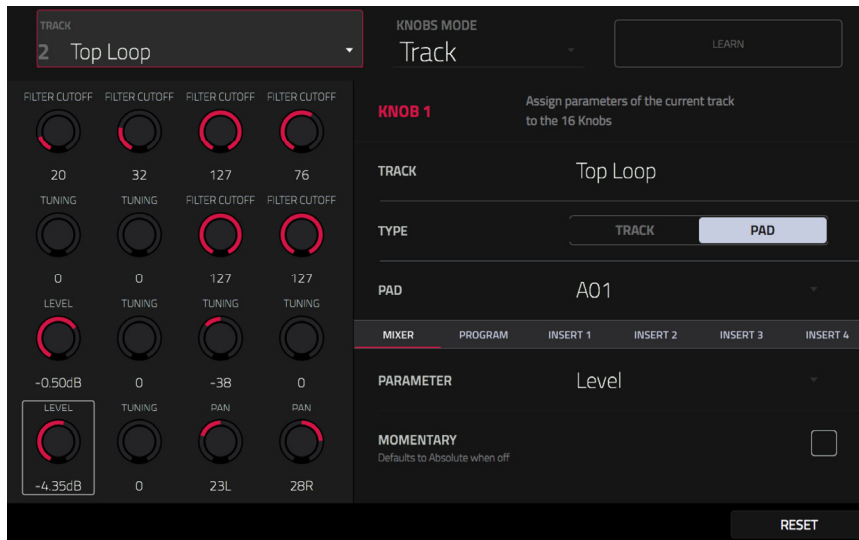 TRACK
2 Top Loop
KNOBS MODE
Track
LEARN
FILTER CUTOFF FILTER CUTOFF FILTER CUTOFF FILTER CUTOFF
20 32 127 76
TUNING TUNING FILTER CUTOFF FILTER CUTOFF
0 0 127 127
LEVEL TUNING TUNING TUNING
-0.50dB 0 -38 0
LEVEL TUNING PAN PAN
-4.35dB 0 23L 28R
KNOB 1
Assign parameters of the current track
to the 16 Knobs
TRACK Top Loop
TYPE TRACK PAD
PAD A01
MIXER PROGRAM INSERT 1 INSERT 2 INSERT 3 INSERT 4
PARAMETER Level
MOMENTARY
Defaults to Absolute when off
RESET